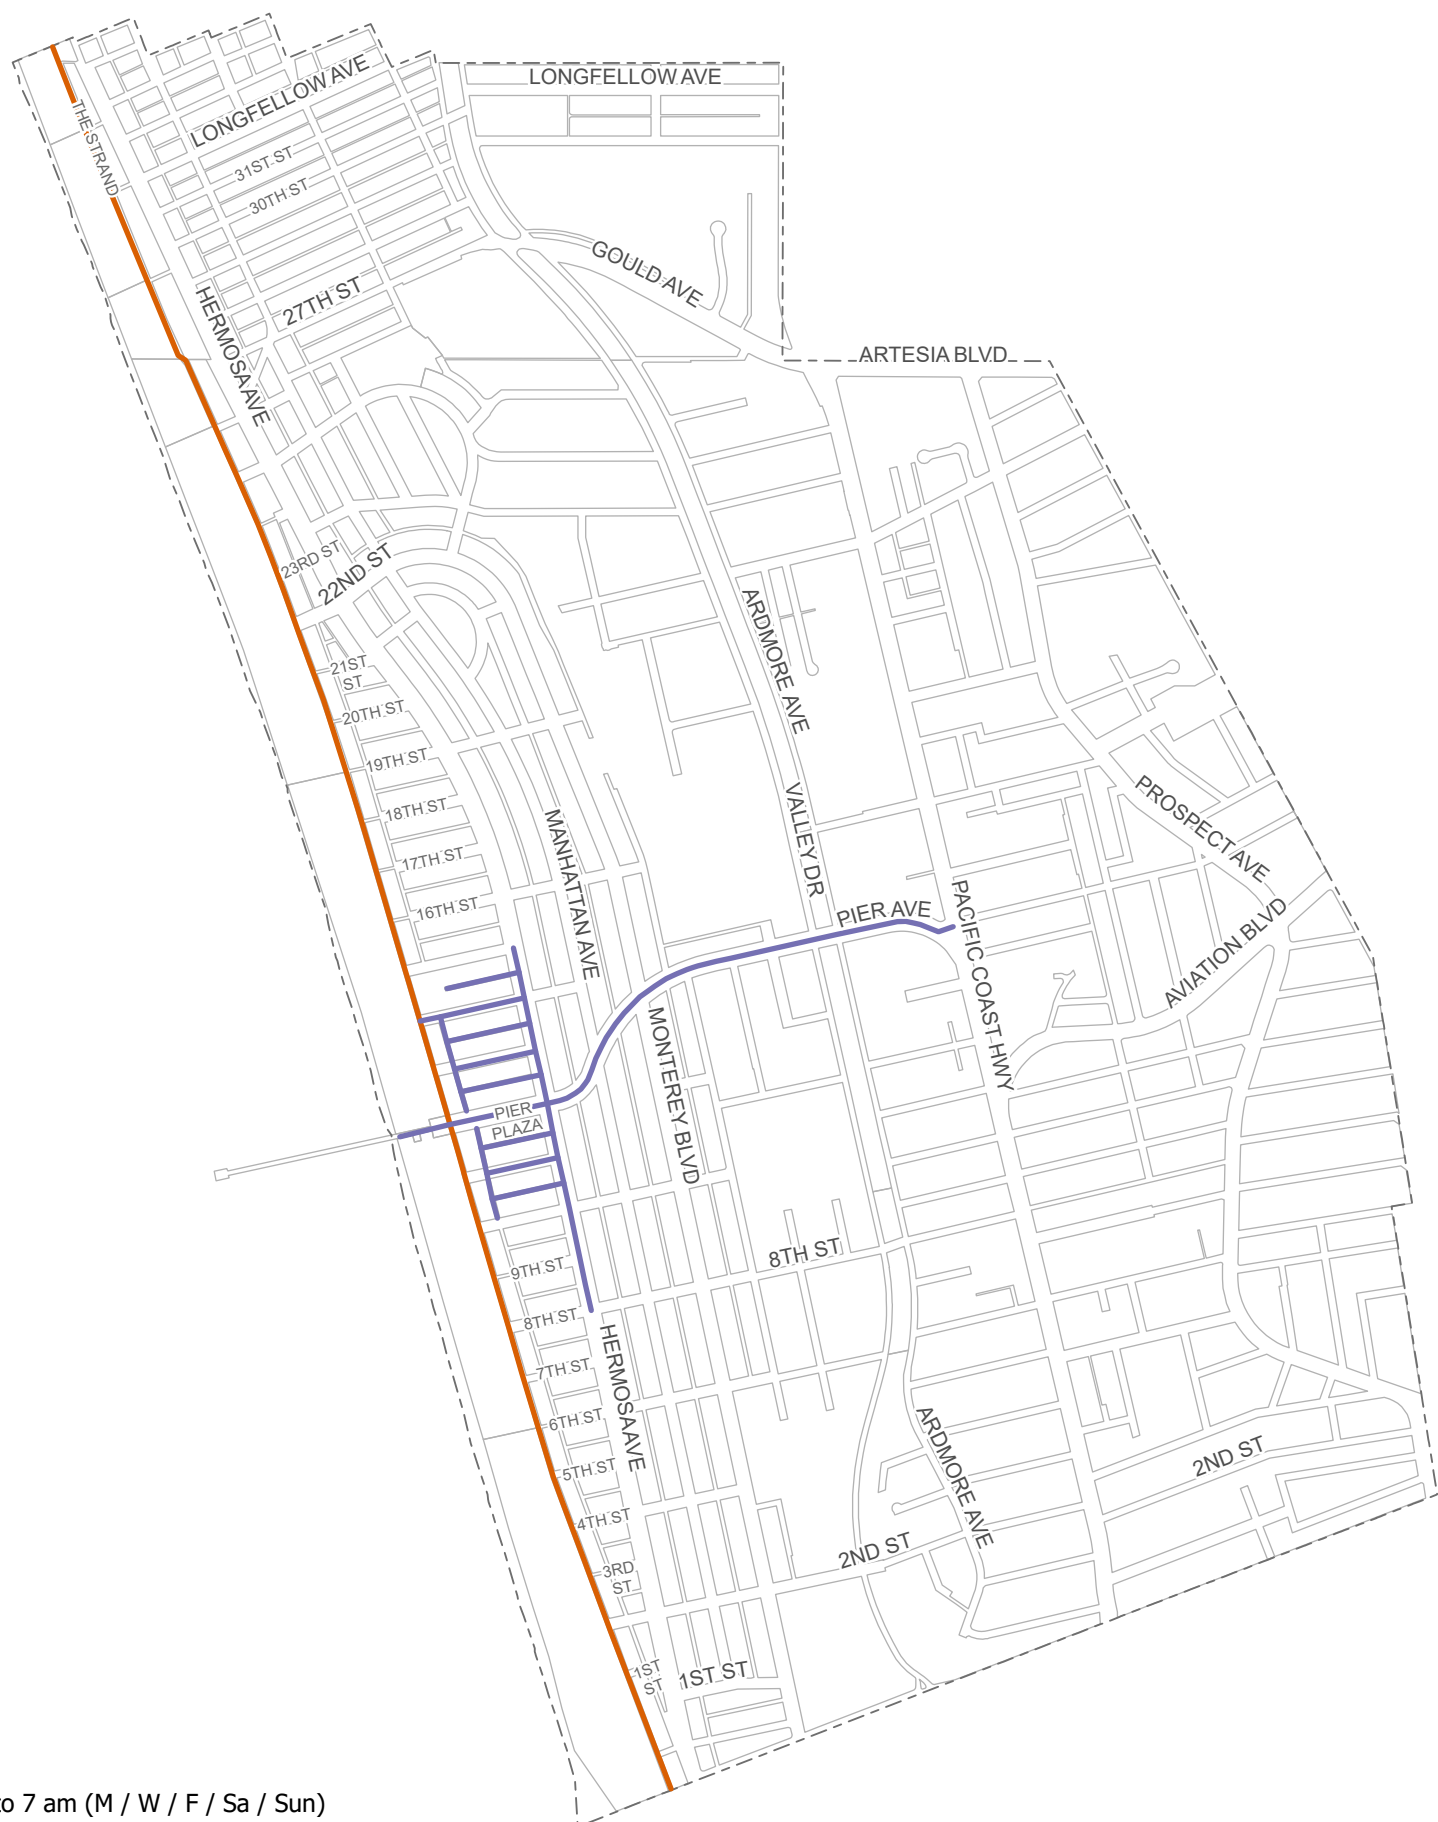 LONGFELLOW AVE
LONGFELLOW AVE
THE STRAND
31ST ST
30TH ST
GOULD AVE
27TH ST
HERMOSA AVE
ARTESIA BLVD
23RD ST
22ND ST
ARDMORE AVE
21ST
ST
20TH ST
19TH ST
18TH ST
17TH ST
16TH ST
MANHATTAN AVE
VALLEY DR
PROSPECT AVE
PIER AVE
PACIFIC COAST HWY
AVIATION BLVD
MONTEREY BLVD
PIER
PLAZA
8TH ST
9TH ST
8TH ST
7TH ST
6TH ST
5TH ST
4TH ST
3RD
ST
HERMOSA AVE
ARDMORE AVE
2ND ST
2ND ST
1ST
ST
1ST ST
to 7 am (M / W / F / Sa / Sun)